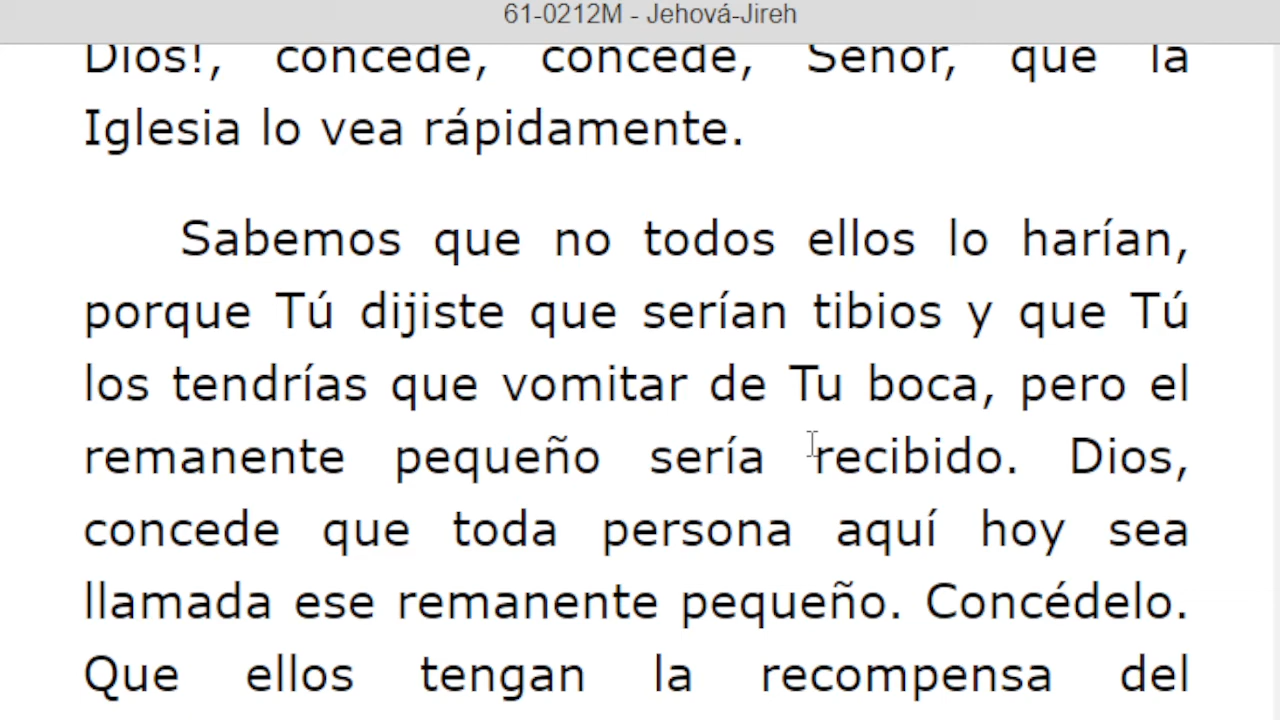 61-0212M - Jehová-Jireh
Dios!, concede, concede, Señor, que la
Iglesia lo vea rápidamente.
Sabemos que no todos ellos lo harían,
porque Tú dijiste que serían tibios y que Tú
los tendrías que vomitar de Tu boca, pero el
remanente pequeño sería recibido. Dios,
concede que toda persona aquí hoy sea
llamada ese remanente pequeño. Concédelo.
Que ellos tengan la recompensa del